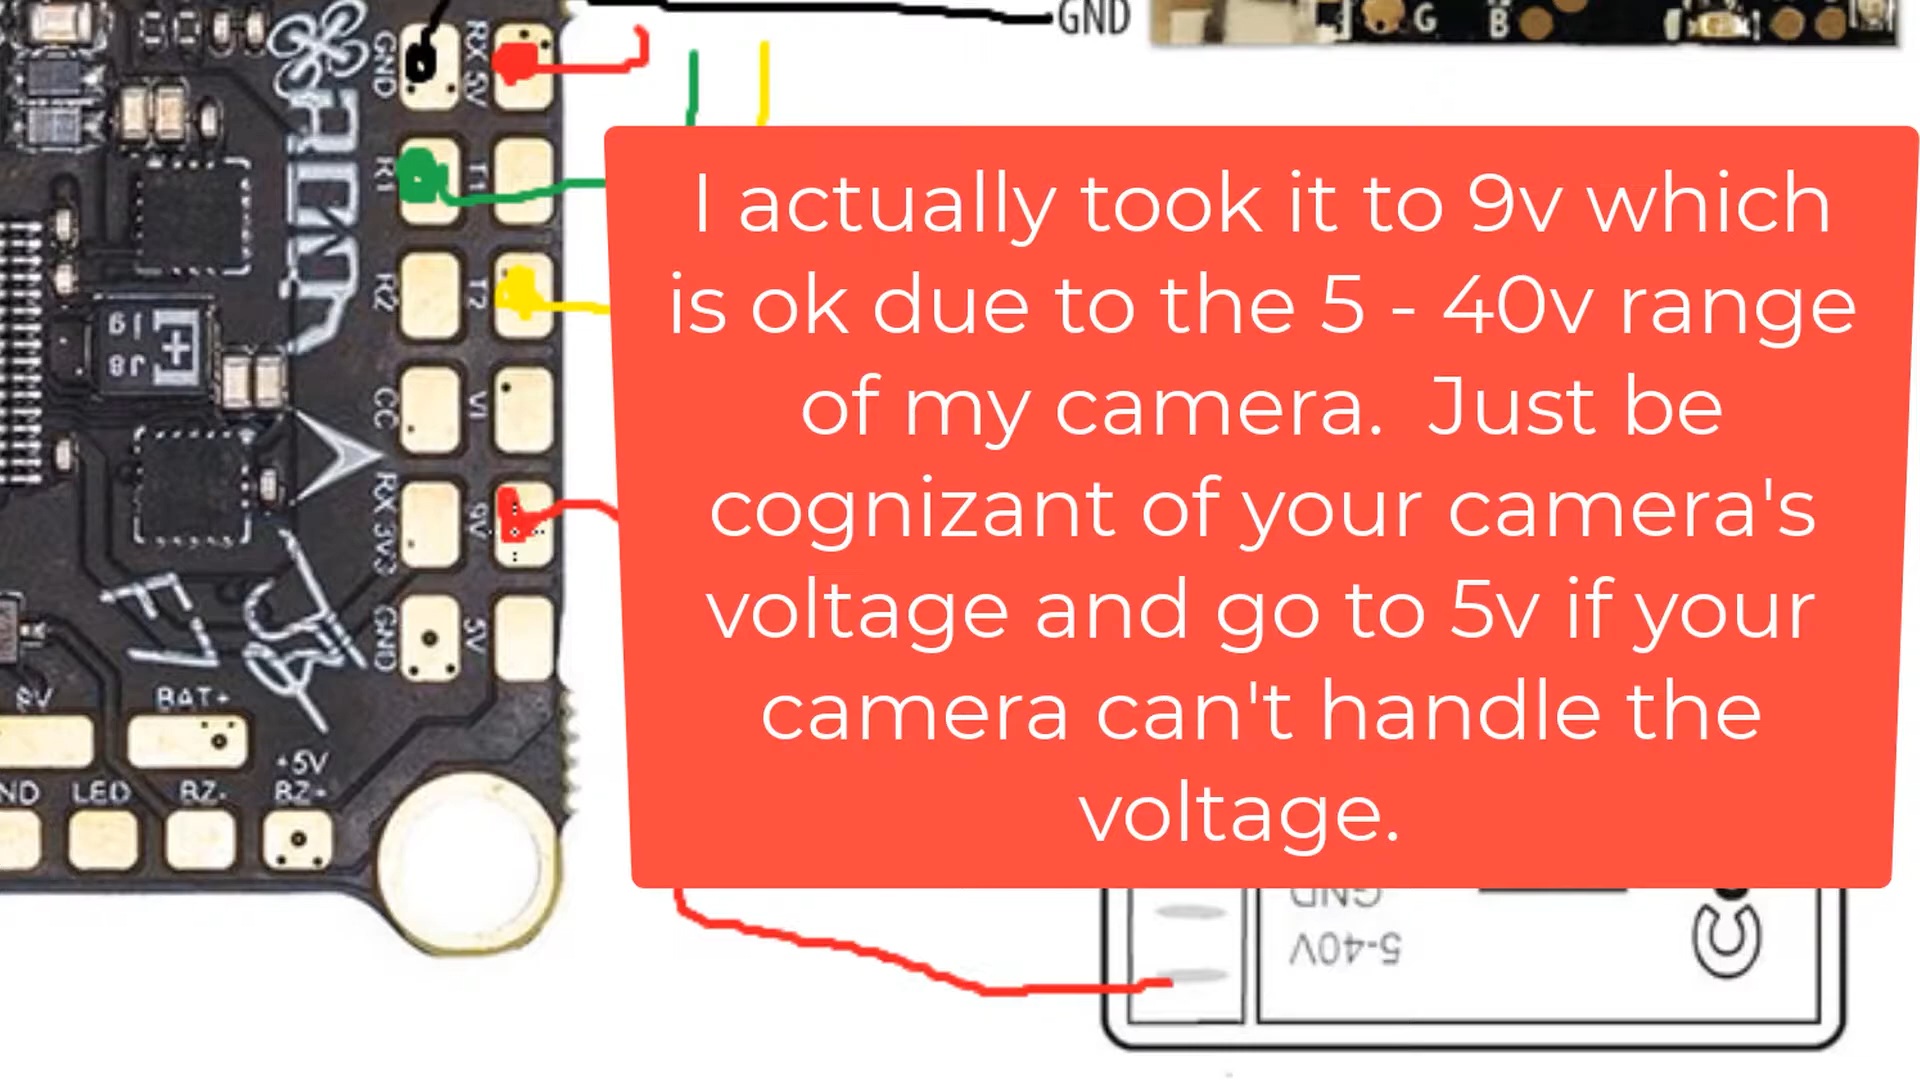 GND
G
B
GND
RX 5V
R1
T1
I actually took it to 9v which
is ok due to the 5 - 40v range
of my camera.  Just be
cognizant of your camera's
voltage and go to 5v if your
camera can't handle the
voltage.
R2
T2
CC
V1
RX 3V3
9V
GND
5V
F7
BAT+
+5V
ND
LED
BZ-
BZ+
GND
5-40V